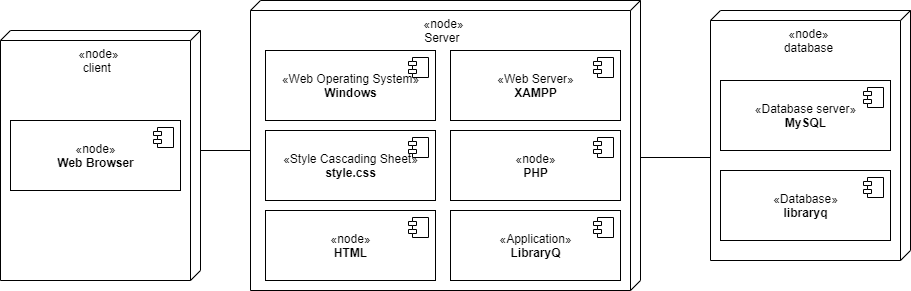 «node»
client
«node»
Web Browser
«node»
Server
«Web Operating System»
Windows
«Web Server»
XAMPP
«Style Cascading Sheet»
style.css
«node»
PHP
«node»
HTML
«Application»
LibraryQ
«node»
database
«Database server»
MySQL
«Database»
libraryq